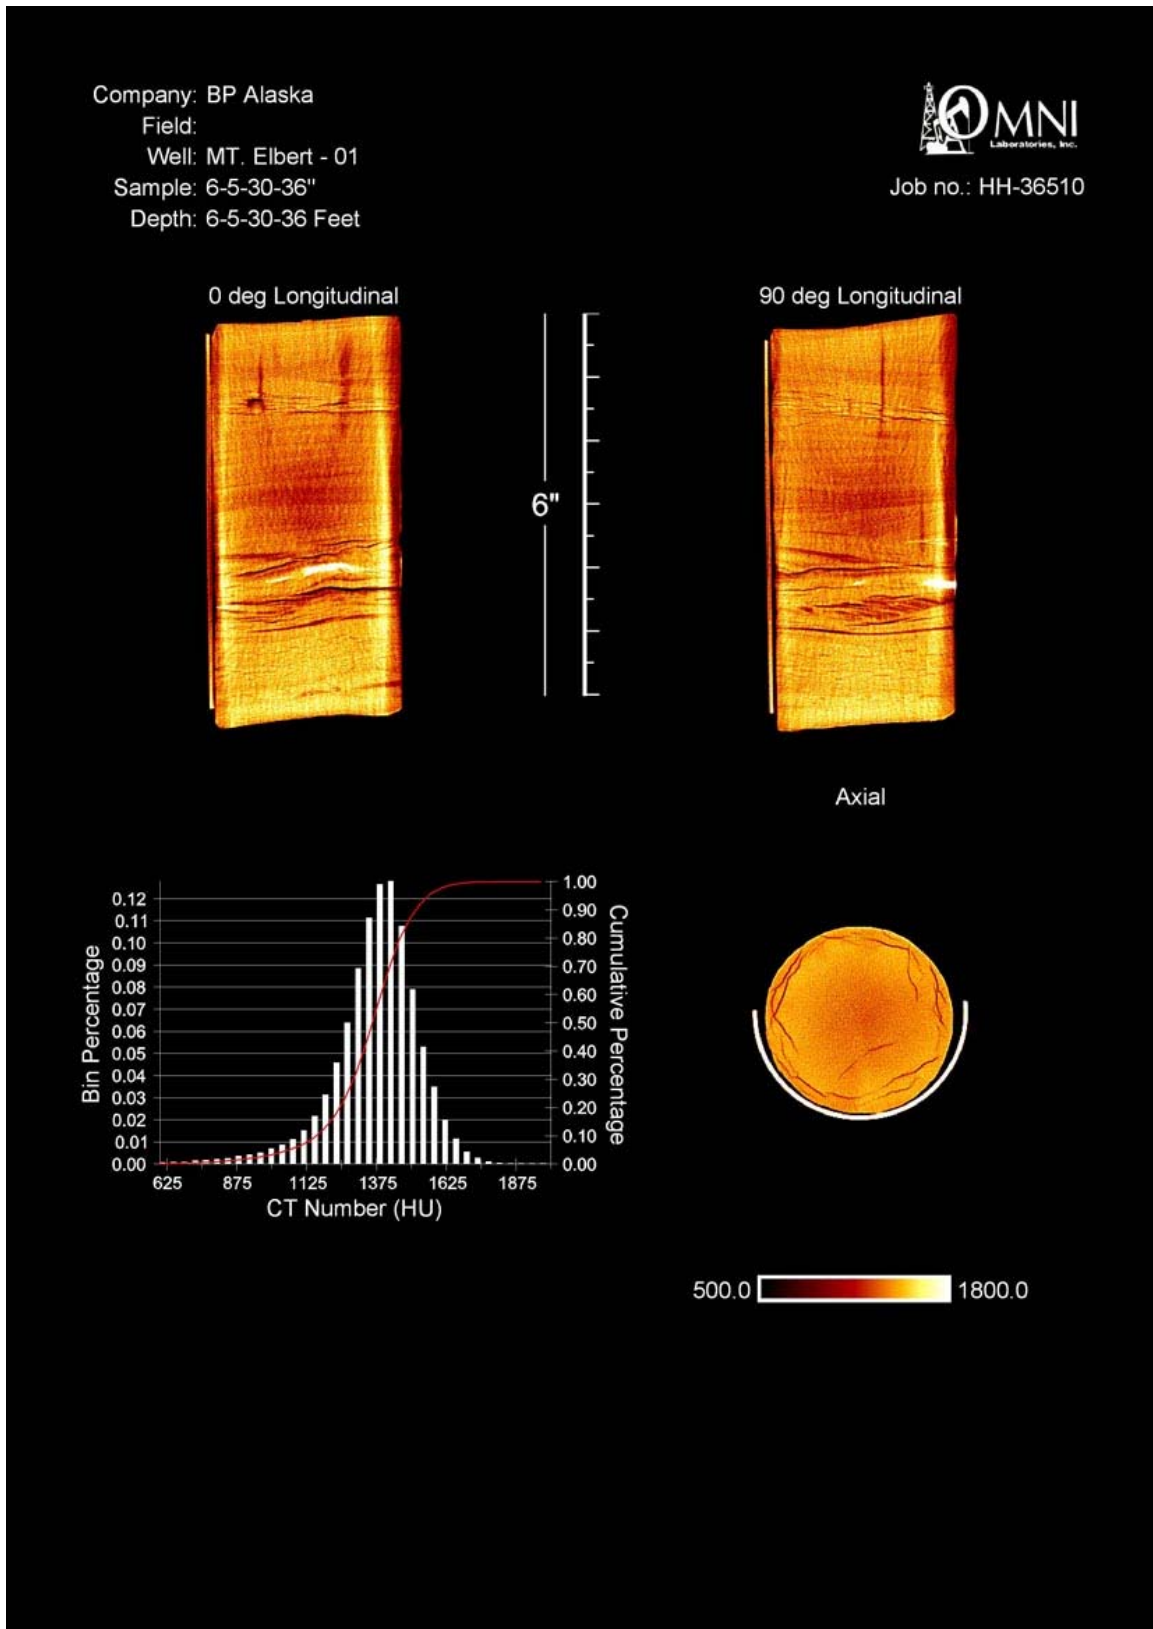 Company: BP Alaska
Field:
Well: MT. Elbert - 01
Sample: 6-5-30-36"
Depth: 6-5-30-36 Feet
OMNI
Laboratories, Inc.
Job no.: HH-36510
0 deg Longitudinal
90 deg Longitudinal
6"
Axial
Bin Percentage
0.12
0.11
0.10
0.09
0.08
0.07
0.06
0.05
0.04
0.03
0.02
0.01
0.00
1.00
0.90
0.80
0.70
0.60
0.50
0.40
0.30
0.20
0.10
0.00
Cumulative Percentage
625 875 1125 1375 1625 1875
CT Number (HU)
500.0 1800.0